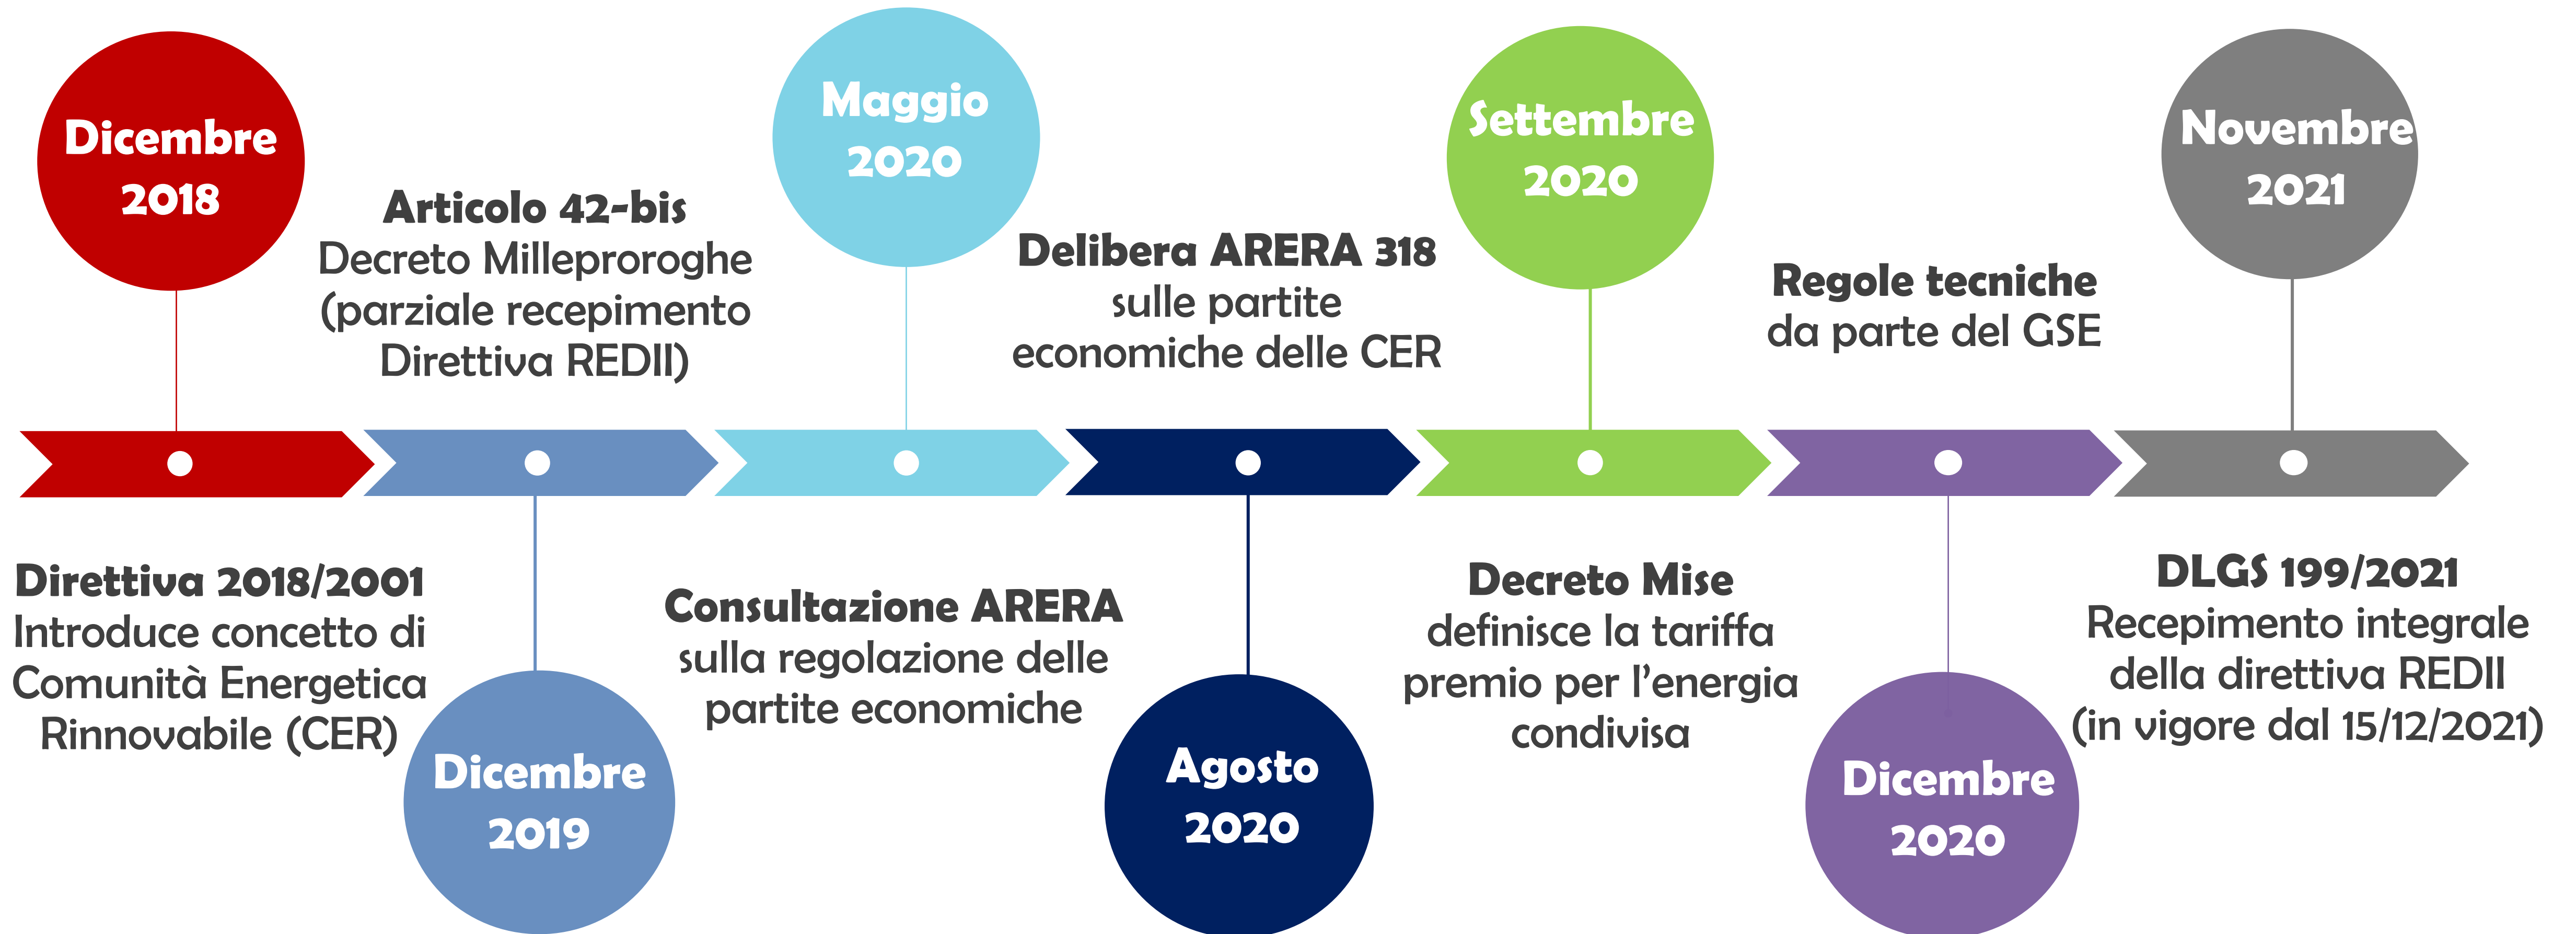 Dicembre
2018
Direttiva 2018/2001
Introduce concetto di
Comunità Energetica
Rinnovabile (CER)
Articolo 42-bis
Decreto Milleproroghe
(parziale recepimento
Direttiva REDII)
Dicembre
2019
Maggio
2020
Consultazione ARERA
sulla regolazione delle
partite economiche
Delibera ARERA 318
sulle partite
economiche delle CER
Agosto
2020
Settembre
2020
Decreto Mise
definisce la tariffa
premio per l’energia
condivisa
Regole tecniche
da parte del GSE
Dicembre
2020
Novembre
2021
DLGS 199/2021
Recepimento integrale
della direttiva REDII
(in vigore dal 15/12/2021)